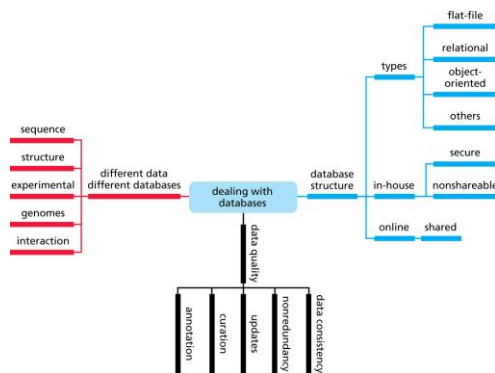 flat-file
relational
types
object-
oriented
others
sequence
structure
experimental
genomes
interaction
different data
different databases
dealing with
databases
database
structure
in-house
secure
nonshareable
online
shared
data quality
annotation
curation
updates
nonredundancy
data consistency